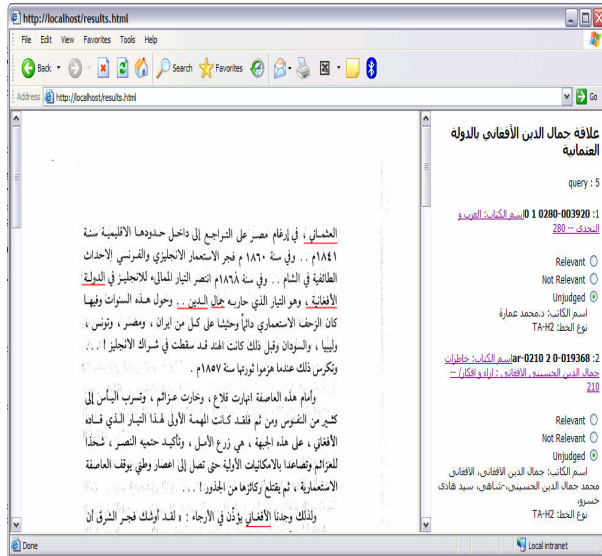 http://localhost/results.html
File Edit View Favorites Tools Help
Back Search Favorites
Address http://localhost/results.html Go
العثماني ، في إرغام مصر على التراجع إلى داخل حدودها الاقليمية سنة
١٨٤١م . . وفي سنة ١٨٦٠ م فجر الاستعمار الانجليزي والفرنسي الاحداث
الطائفية في الشام . . وفي سنة ١٨٦٨م انتصر التيار الممالىء للانجليز في الدولة
الأفغانية ، وهو التيار الذي حاربه جمال الدين . . وحول هذه السنوات وفيها
كان الزحف الاستعماري دائباً وحثيثا على كل من ايران ، ومصر ، وتونس ،
وليبيا ، والسودان وقبل ذلك كانت الهند قد سقطت في شراك الانجليز ! . .
وتكرس ذلك عندما هزموا ثورتها سنة ١٨٥٧م .
وأمام هذه العاصفة انهارت قلاع ، وخارت عزائم ، وتسرب اليأس إلى
كثير من النفوس ومن ثم فلقد كانت المهمة الأولى لهذا التيار الذي قاده
الأفغاني ، على هذه الجبهة ، هي زرع الأمل ، وتأكيد حتميه النصر ، شحذا
للعزائم وتصاعدا بالامكانيات الأولية حتى تصل إلى اعصار وطني يوقف العاصفة
الاستعمارية ، ثم يقتلع ركائزها من الجذور ! . . .
ولذلك وجدنا الأفغاني يؤذن في الأرجاء : « لقد أوشك فجر الشرق أن
علاقة جمال الدين الأفغاني بالدولة
العثمانية
query : 5
1: 0 1 0280-003920 اسم الكتاب: العرب و
التحدى -- 280
Relevant
Not Relevant
Unjudged
اسم الكاتب: د.محمد عمارة
نوع الخط: TA-H2
2: ar-0210 2 0-019368 اسم الكتاب: خاطرات
جمال الدين الحسيني الافغاني : اراء و افكار/ --
210
Relevant
Not Relevant
Unjudged
اسم الكاتب: جمال الدين الافغانى، الافغانى
محمد جمال الدين الحسينى،-شاهى، سيد هادى
خسرو،
نوع الخط: TA-H2
Done Local intranet